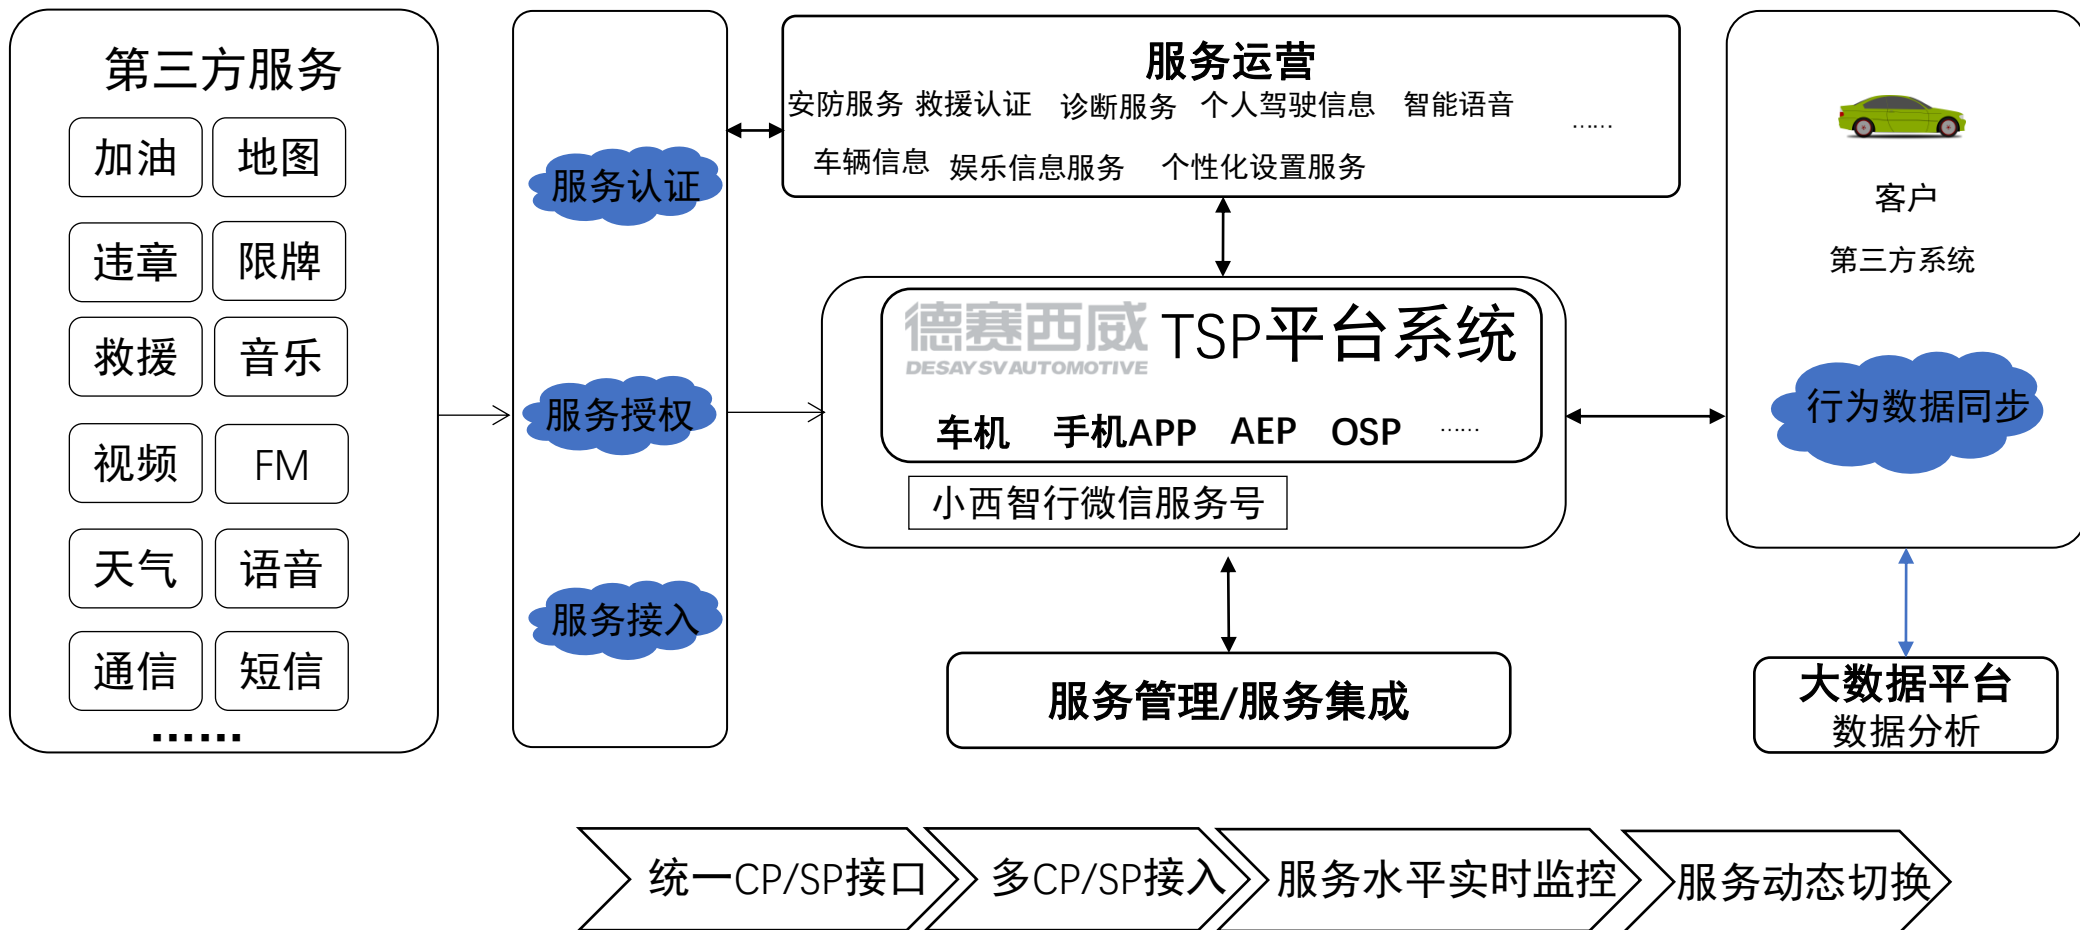 第三方服务
加油 地图
违章 限牌
救援 音乐
视频 FM
天气 语音
通信 短信
......
服务认证
服务授权
服务接入
服务运营
安防服务 救援认证 诊断服务 个人驾驶信息 智能语音 ......
车辆信息 娱乐信息服务 个性化设置服务
德赛西威 TSP平台系统
DESAY SV AUTOMOTIVE
车机 手机APP AEP OSP ......
小西智行微信服务号
服务管理/服务集成
客户
第三方系统
行为数据同步
大数据平台
数据分析
统一CP/SP接口 多CP/SP接入 服务水平实时监控 服务动态切换